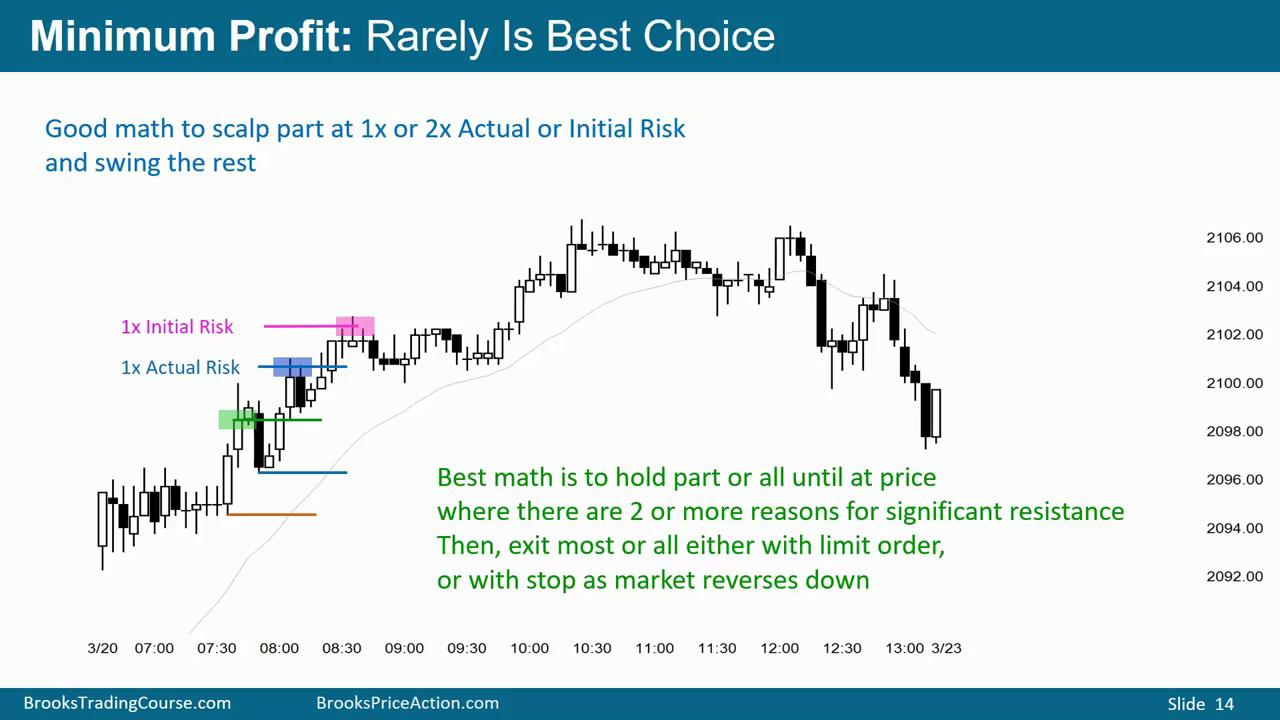 Minimum Profit: Rarely Is Best Choice
Good math to scalp part at 1x or 2x Actual or Initial Risk
and swing the rest
2106.00
2104.00
1x Initial Risk
2102.00
1x Actual Risk
2100.00
2098.00
Best math is to hold part or all until at price
where there are 2 or more reasons for significant resistance
Then, exit most or all either with limit order,
or with stop as market reverses down
2096.00
2094.00
2092.00
3/20 07:00 07:30 08:00 08:30 09:00 09:30 10:00 10:30 11:00 11:30 12:00 12:30 13:00 3/23
BrooksTradingCourse.com BrooksPriceAction.com Slide 14